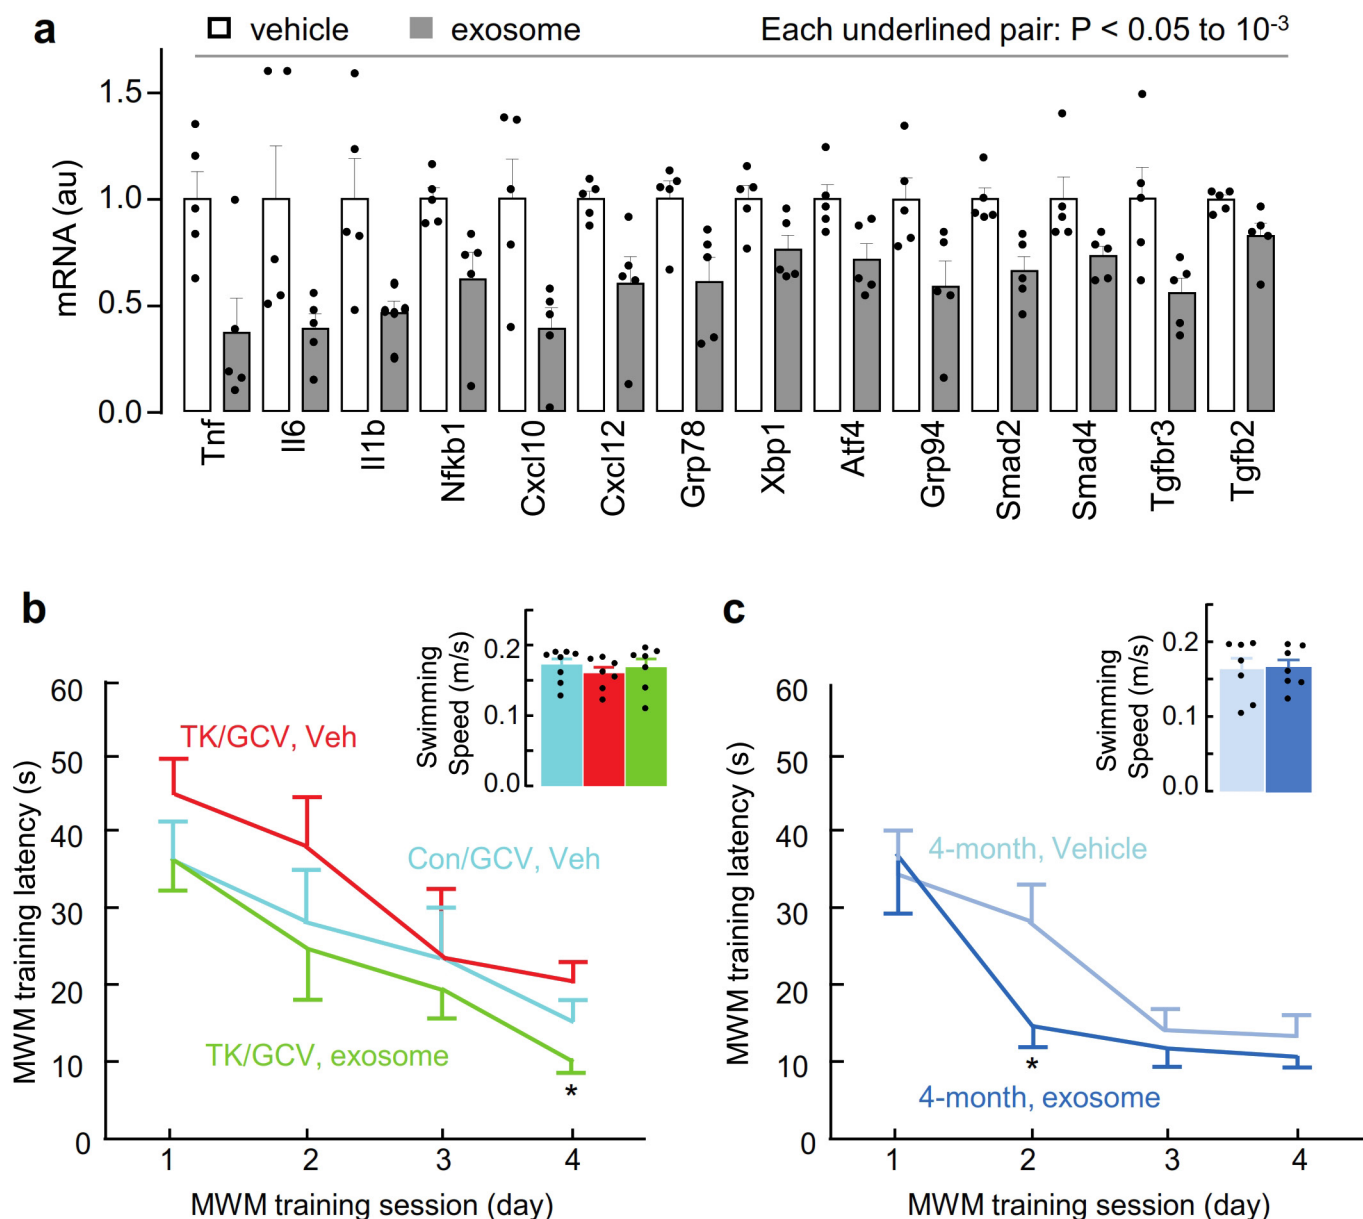 a
vehicle exosome Each underlined pair: P < 0.05 to 10⁻³
mRNA (au)
1.5
1.0
0.5
0.0
Tnf Il6 Il1b Nfkb1 Cxcl10 Cxcl12 Grp78 Xbp1 Atf4 Grp94 Smad2 Smad4 Tgfbr3 Tgfb2
b
Swimming
Speed (m/s)
0.2
0.1
0.0
MWM training latency (s)
60
50
40
30
20
10
0
TK/GCV, Veh
Con/GCV, Veh
TK/GCV, exosome
*
1 2 3 4
MWM training session (day)
c
Swimming
Speed (m/s)
0.2
0.1
0.0
MWM training latency (s)
60
50
40
30
20
10
0
4-month, Vehicle
*
4-month, exosome
1 2 3 4
MWM training session (day)